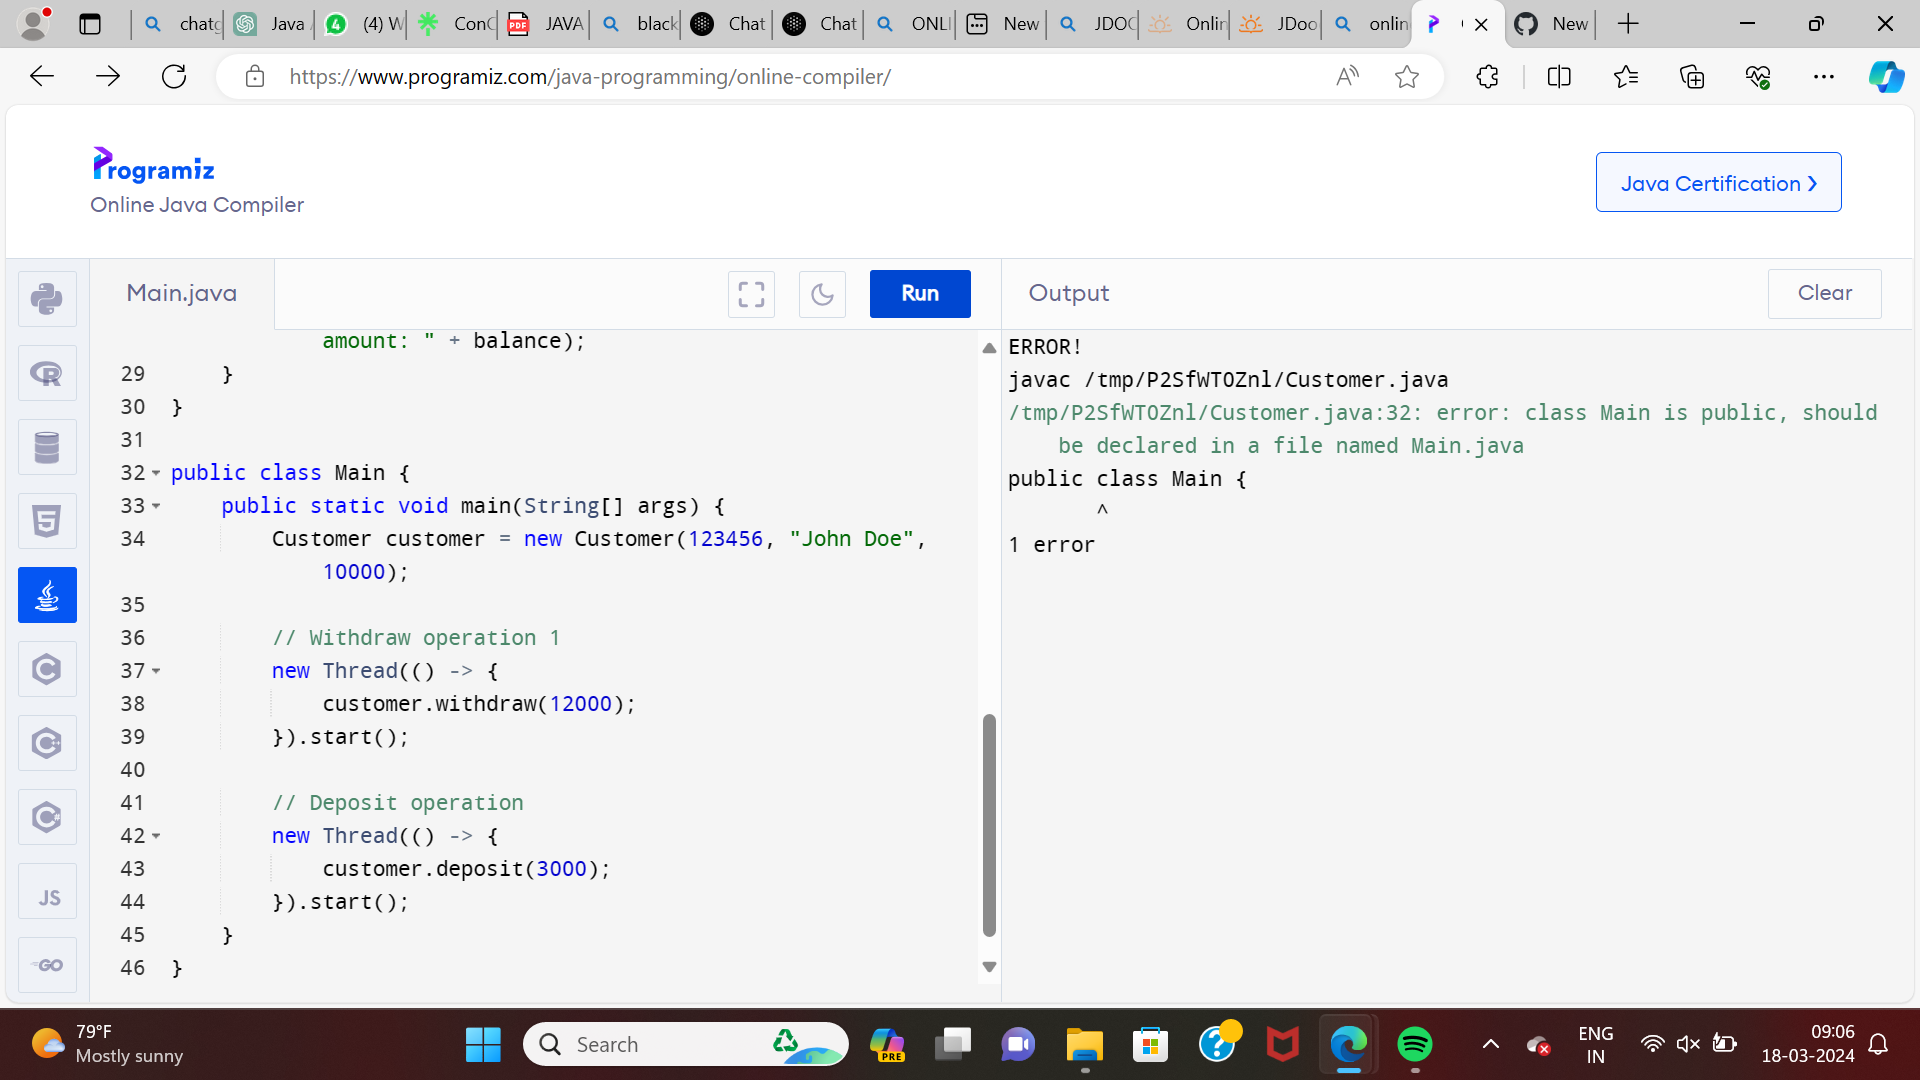 chatg
Java A
(4) W
ConC
JAVA
black
Chat
Chat
ONLI
New
JDOC
Onlin
JDoo
onlin
New
https://www.programiz.com/java-programming/online-compiler/
Programiz
Online Java Compiler
Java Certification ❯
Main.java
Run
Output
Clear
amount: " + balance);
29 }
30 }
31
32 public class Main {
33 public static void main(String[] args) {
34 Customer customer = new Customer(123456, "John Doe",
10000);
35
36 // Withdraw operation 1
37 new Thread(() -> {
38 customer.withdraw(12000);
39 }).start();
40
41 // Deposit operation
42 new Thread(() -> {
43 customer.deposit(3000);
44 }).start();
45 }
46 }
ERROR!
javac /tmp/P2SfWTOZnl/Customer.java
/tmp/P2SfWTOZnl/Customer.java:32: error: class Main is public, should
be declared in a file named Main.java
public class Main {
^
1 error
JS
GO
79°F
Mostly sunny
Search
PRE
ENG
IN
09:06
18-03-2024